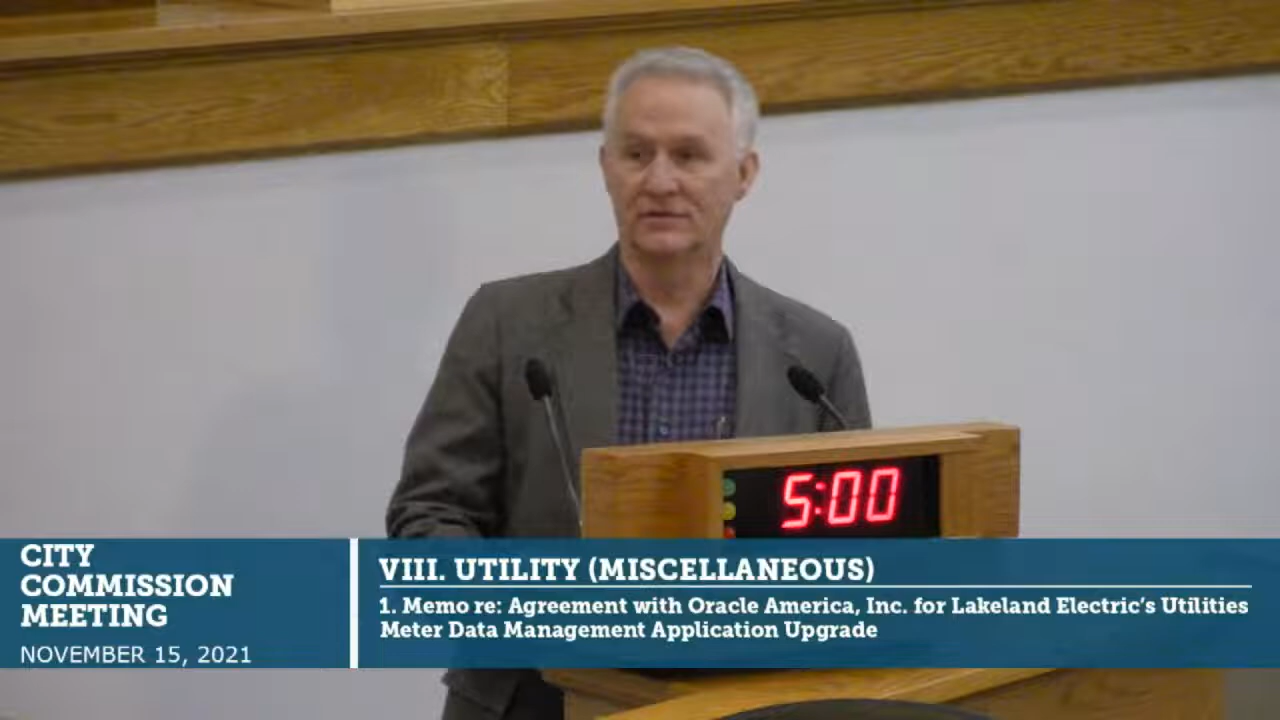 5:00
CITY
COMMISSION
MEETING
NOVEMBER 15, 2021
VIII. UTILITY (MISCELLANEOUS)
1. Memo re: Agreement with Oracle America, Inc. for Lakeland Electric's Utilities
Meter Data Management Application Upgrade